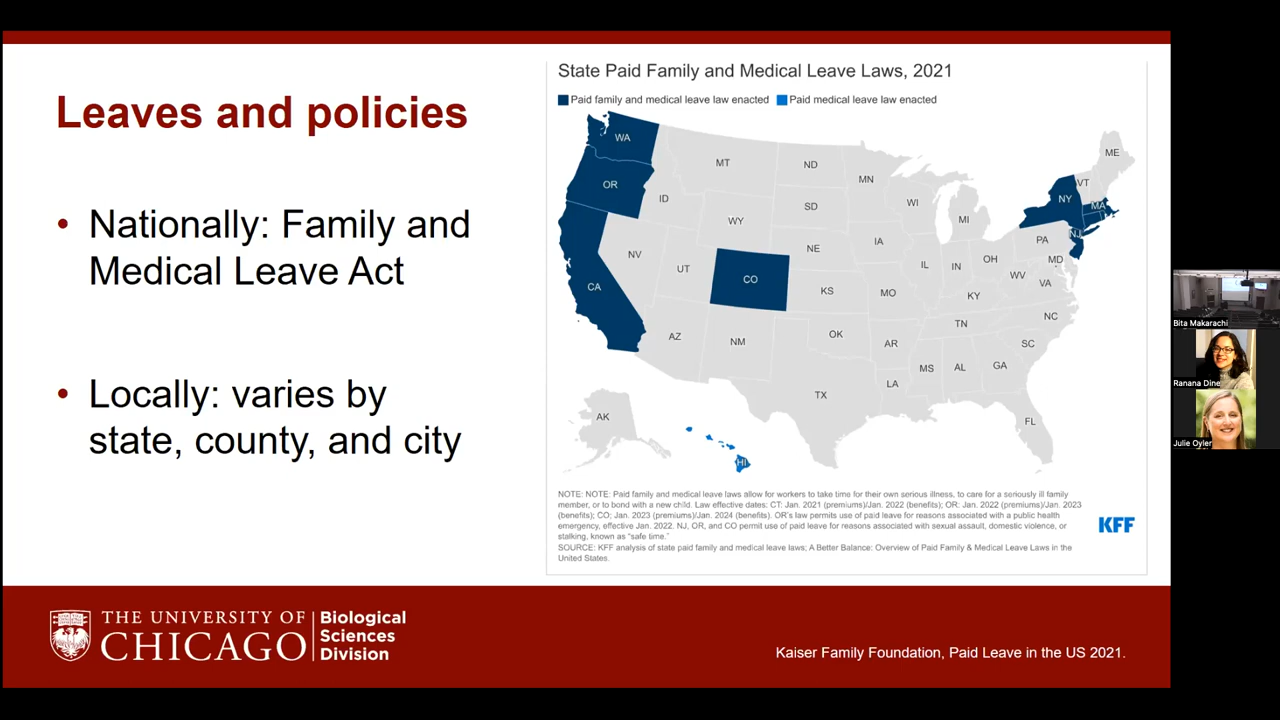 Leaves and policies
• Nationally: Family and
Medical Leave Act
• Locally: varies by
state, county, and city
State Paid Family and Medical Leave Laws, 2021
Paid family and medical leave law enacted
Paid medical leave law enacted
WA
OR
CA
ID
NV
MT
WY
UT
AZ
CO
NM
ND
SD
NE
KS
OK
TX
MN
IA
MO
AR
LA
WI
IL
MI
IN
OH
KY
TN
MS
AL
GA
FL
SC
NC
VA
WV
MD
PA
NJ
NY
VT
MA
ME
AK
HI
NOTE: NOTE: Paid family and medical leave laws allow for workers to take time for their own serious illness, to care for a seriously ill family
member, or to bond with a new child. Law effective dates: CT: Jan. 2021 (premiums)/Jan. 2022 (benefits); OR: Jan. 2022 (premiums)/Jan. 2023
(benefits); CO: Jan. 2023 (premiums)/Jan. 2024 (benefits). OR's law permits use of paid leave for reasons associated with a public health
emergency, effective Jan. 2022. NJ, OR, and CO permit use of paid leave for reasons associated with sexual assault, domestic violence, or
stalking, known as "safe time."
SOURCE: KFF analysis of state paid family and medical leave laws; A Better Balance: Overview of Paid Family & Medical Leave Laws in the
United States.
KFF
THE UNIVERSITY OF
CHICAGO
Biological
Sciences
Division
Kaiser Family Foundation, Paid Leave in the US 2021.
Bita Makarachi
Ranana Dine
Julie Oyler